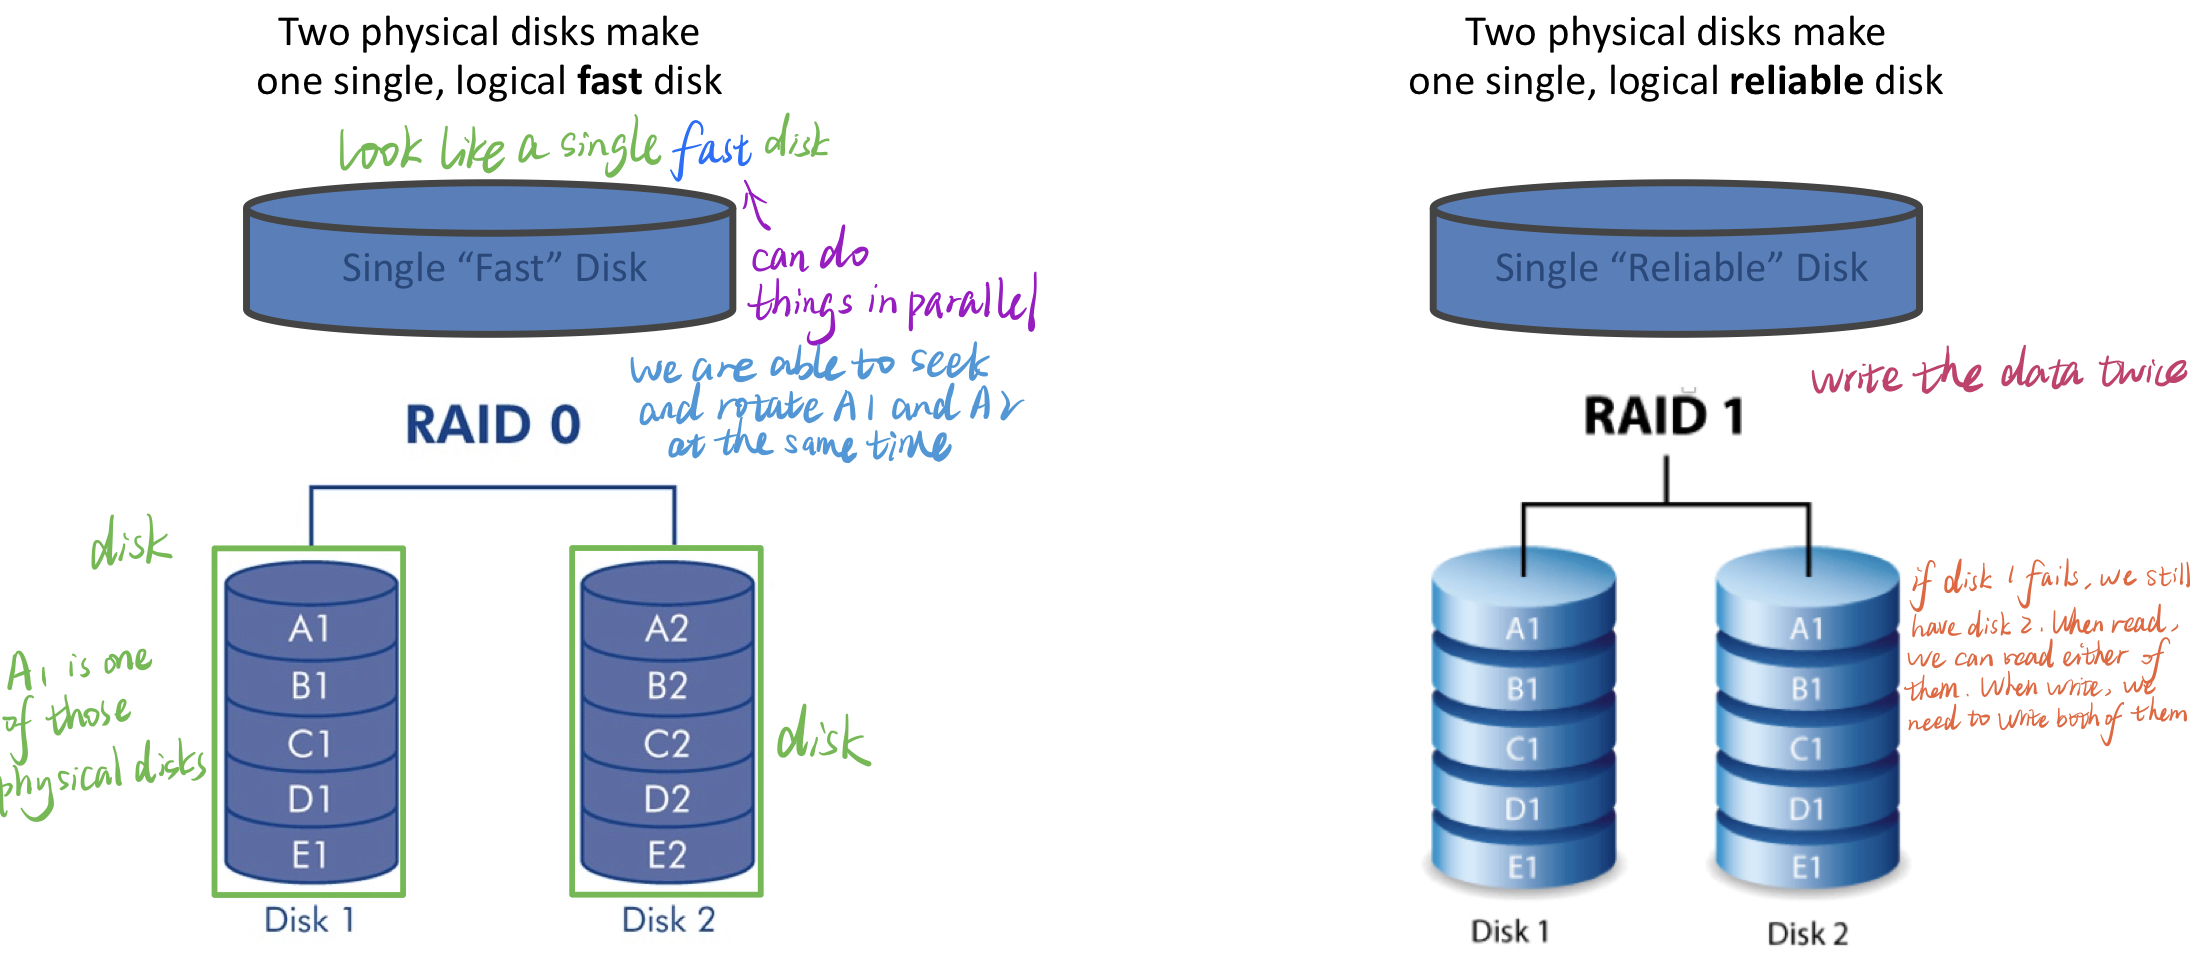 Two physical disks make
one single, logical fast disk
look like a single fast disk
Single “Fast” Disk
can do
things in parallel
we are able to seek
and rotate A1 and A2
at the same time
RAID 0
disk
A1 is one
of those
physical disks
A1
B1
C1
D1
E1
Disk 1
A2
B2
C2
D2
E2
Disk 2
disk
Two physical disks make
one single, logical reliable disk
Single “Reliable” Disk
write the data twice
RAID 1
A1
B1
C1
D1
E1
Disk 1
A1
B1
C1
D1
E1
Disk 2
if disk 1 fails, we still
have disk 2. When read,
we can read either of
them. When write, we
need to write both of them